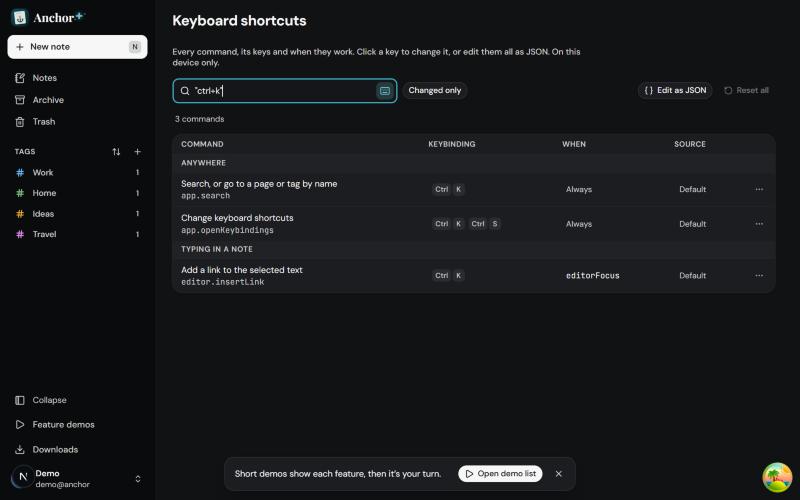 Anchor+
New note N
Notes
Archive
Trash
TAGS
Work 1
Home 1
Ideas 1
Travel 1
Collapse
Feature demos
Downloads
N
Demo
demo@anchor
Keyboard shortcuts
Every command, its keys and when they work. Click a key to change it, or edit them all as JSON. On this
device only.
"ctrl+k"
Changed only
{ } Edit as JSON
Reset all
3 commands
COMMAND KEYBINDING WHEN SOURCE
ANYWHERE
Search, or go to a page or tag by name
app.search
Ctrl K Always Default
Change keyboard shortcuts
app.openKeybindings
Ctrl K Ctrl S Always Default
TYPING IN A NOTE
Add a link to the selected text
editor.insertLink
Ctrl K editorFocus Default
Short demos show each feature, then it's your turn.
Open demo list